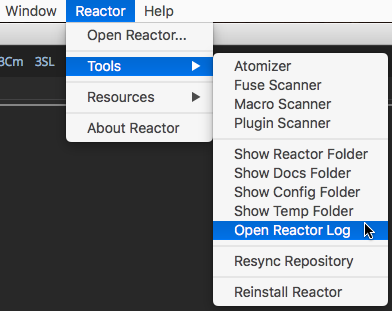 Window Reactor Help
3Cm 3SL
Open Reactor...
Tools
Resources
About Reactor
Atomizer
Fuse Scanner
Macro Scanner
Plugin Scanner
Show Reactor Folder
Show Docs Folder
Show Config Folder
Show Temp Folder
Open Reactor Log
Resync Repository
Reinstall Reactor